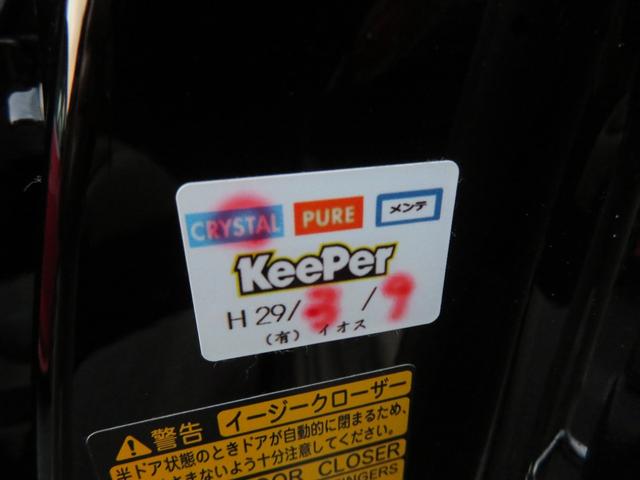 CRYSTAL PURE メンテ
KeePer
H 29/3/9
(有) イオス
警告 イージークローザー
半ドア状態のときドアが自動的に閉まるため、
さまないよう十分注意してください。
OOR CLOSER
INGERS